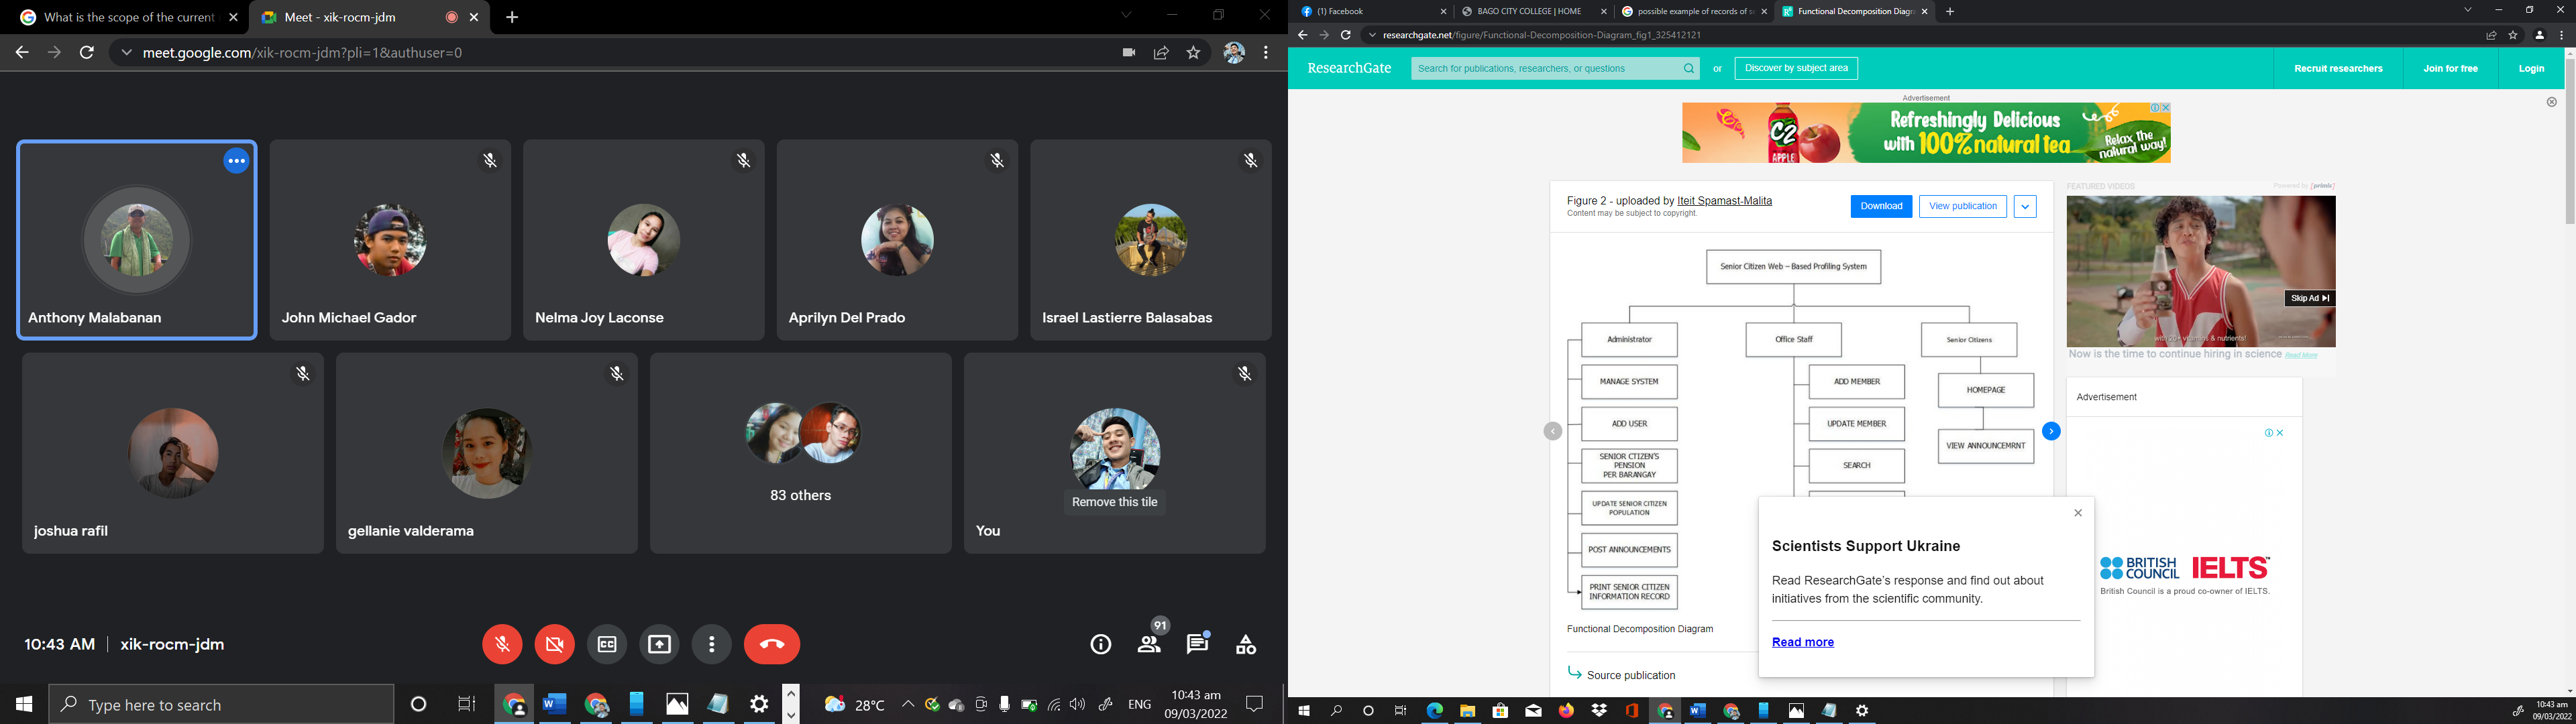 What is the scope of the current
Meet - xik-rocm-jdm
meet.google.com/xik-rocm-jdm?pli=1&authuser=0
Anthony Malabanan
John Michael Gador
Nelma Joy Laconse
Aprilyn Del Prado
Israel Lastierre Balasabas
joshua rafil
gellanie valderama
83 others
Remove this tile
You
10:43 AM | xik-rocm-jdm
91
Type here to search
28°C
ENG
10:43 am
09/03/2022
(1) Facebook
BAGO CITY COLLEGE | HOME
possible example of records of s
Functional Decomposition Diagr
researchgate.net/figure/Functional-Decomposition-Diagram_fig1_325412121
ResearchGate
Search for publications, researchers, or questions
or
Discover by subject area
Recruit researchers
Join for free
Login
Advertisement
C2
APPLE
Refreshingly Delicious
with 100% natural tea
Relax the
natural way!
Figure 2 - uploaded by Iteit Spamast-Malita
Content may be subject to copyright.
Download
View publication
Senior Citizen Web – Based Profiling System
Administrator
Office Staff
Senior Citizens
MANAGE SYSTEM
ADD USER
SENIOR CTIZEN'S
PENSION
PER BARANGAY
UPDATE SENIOR CITIZEN
POPULATION
POST ANNOUNCEMENTS
PRINT SENIOR CITIZEN
INFORMATION RECORD
ADD MEMBER
UPDATE MEMBER
SEARCH
HOMEPAGE
VIEW ANNOUNCEMRNT
Functional Decomposition Diagram
Source publication
FEATURED VIDEOS
Powered by [primis]
Skip Ad
Now is the time to continue hiring in science Read More
Advertisement
BRITISH
COUNCIL
IELTS™
British Council is a proud co-owner of IELTS.
Scientists Support Ukraine
Read ResearchGate's response and find out about
initiatives from the scientific community.
Read more
10:43 am
09/03/2022